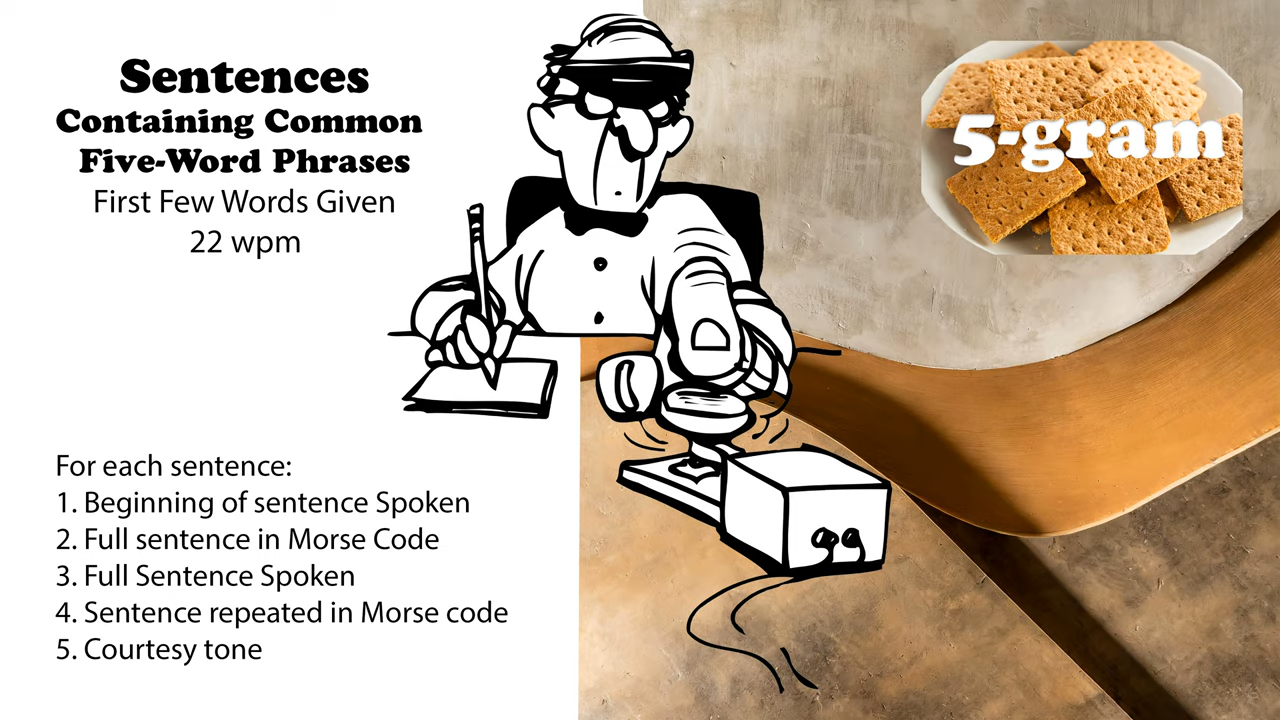 Sentences
Containing Common
Five-Word Phrases
First Few Words Given
22 wpm
5-gram
For each sentence:
1. Beginning of sentence Spoken
2. Full sentence in Morse Code
3. Full Sentence Spoken
4. Sentence repeated in Morse code
5. Courtesy tone